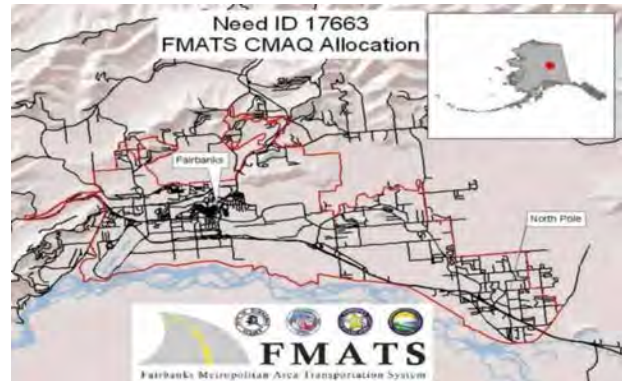 Need ID 17663
FMATS CMAQ Allocation
Fairbanks
North Pole
FMATS
Fairbanks Metropolitan Area Transportation System